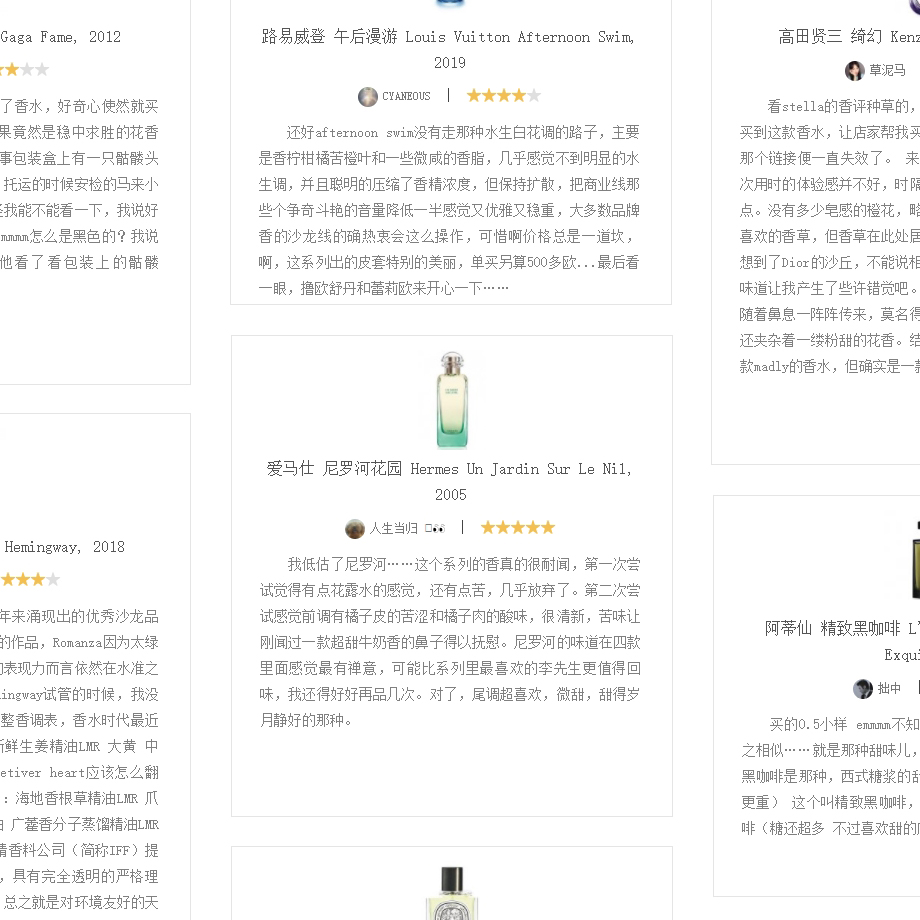 Gaga Fame, 2012
了香水，好奇心使然就买
果竟然是稳中求胜的花香
事包装盒上有一只骷髅头
托运的时候安检的马来小
我能不能看一下，我说好
mmmm怎么是黑色的？我说
他看了看包装上的骷髅
Hemingway, 2018
年来涌现出的优秀沙龙品
的作品，Romanza因为太绿
表现力而言依然在水准之
ingway试管的时候，我没
整香调表，香水时代最近
新鲜生姜精油LMR 大黄 中
etiver heart应该怎么翻
：海地香根草精油LMR 爪
广藿香分子蒸馏精油LMR
精香料公司（简称IFF）提
，具有完全透明的严格理
总之就是对环境友好的天
路易威登 午后漫游 Louis Vuitton Afternoon Swim,
2019
CYANEOUS |
还好afternoon swim没有走那种水生白花调的路子，主要
是香柠柑橘苦橙叶和一些微咸的香脂，几乎感觉不到明显的水
生调，并且聪明的压缩了香精浓度，但保持扩散，把商业线那
些个争奇斗艳的音量降低一半感觉又优雅又稳重，大多数品牌
香的沙龙线的确热衷会这么操作，可惜啊价格总是一道坎，
啊，这系列出的皮套特别的美丽，单买另算500多欧...最后看
一眼，撸欧舒丹和蕾莉欧来开心一下……
爱马仕 尼罗河花园 Hermes Un Jardin Sur Le Nil,
2005
人生当归 □👀 |
我低估了尼罗河……这个系列的香真的很耐闻，第一次尝
试觉得有点花露水的感觉，还有点苦，几乎放弃了。第二次尝
试感觉前调有橘子皮的苦涩和橘子肉的酸味，很清新，苦味让
刚闻过一款超甜牛奶香的鼻子得以抚慰。尼罗河的味道在四款
里面感觉最有禅意，可能比系列里最喜欢的李先生更值得回
味，我还得好好再品几次。对了，尾调超喜欢，微甜，甜得岁
月静好的那种。
高田贤三 绮幻 Kenz
草泥马
看stella的香评种草的，
买到这款香水，让店家帮我买
那个链接便一直失效了。 来
次用时的体验感并不好，时隔
点。没有多少皂感的橙花，略
喜欢的香草，但香草在此处居
想到了Dior的沙丘，不能说相
味道让我产生了些许错觉吧。
随着鼻息一阵阵传来，莫名得
还夹杂着一缕粉甜的花香。结
款madly的香水，但确实是一款
阿蒂仙 精致黑咖啡 L'
Exqui
拙中 |
买的0.5小样 emmmm不知
之相似……就是那种甜味儿，
黑咖啡是那种，西式糖浆的甜
更重） 这个叫精致黑咖啡，
啡（糖还超多 不过喜欢甜的